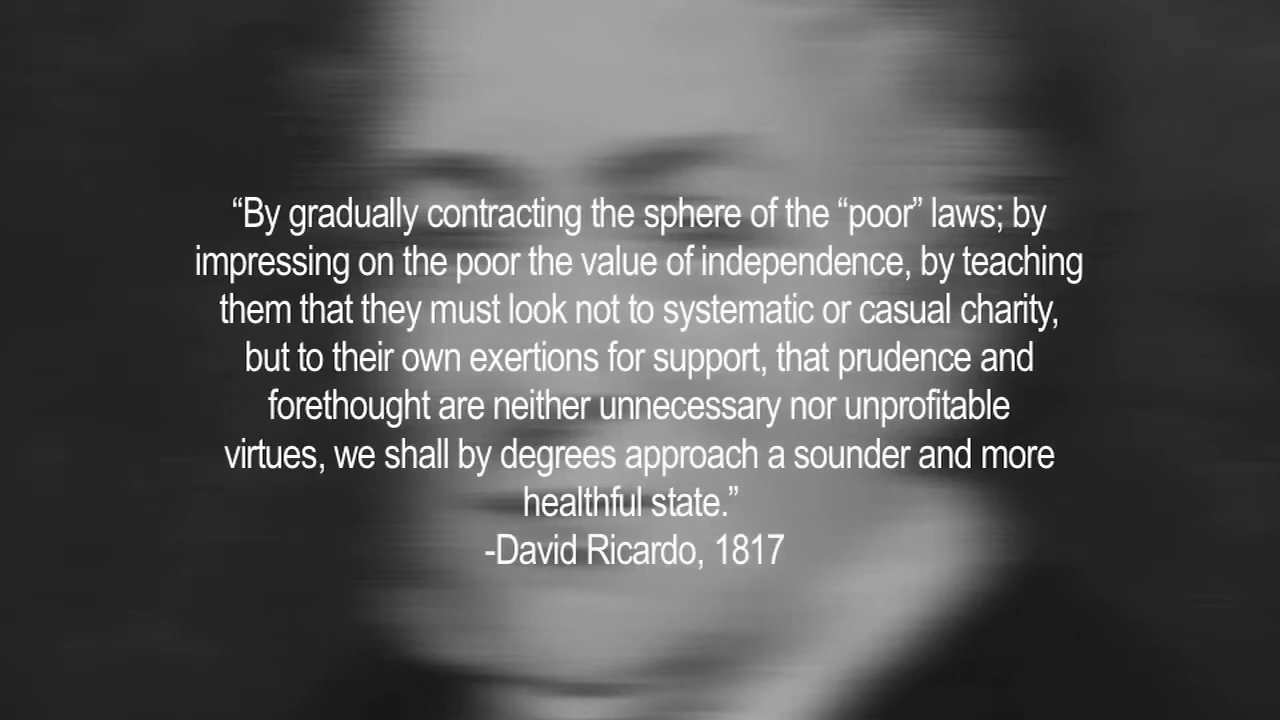 “By gradually contracting the sphere of the “poor” laws; by
impressing on the poor the value of independence, by teaching
them that they must look not to systematic or casual charity,
but to their own exertions for support, that prudence and
forethought are neither unnecessary nor unprofitable
virtues, we shall by degrees approach a sounder and more
healthful state.”
-David Ricardo, 1817